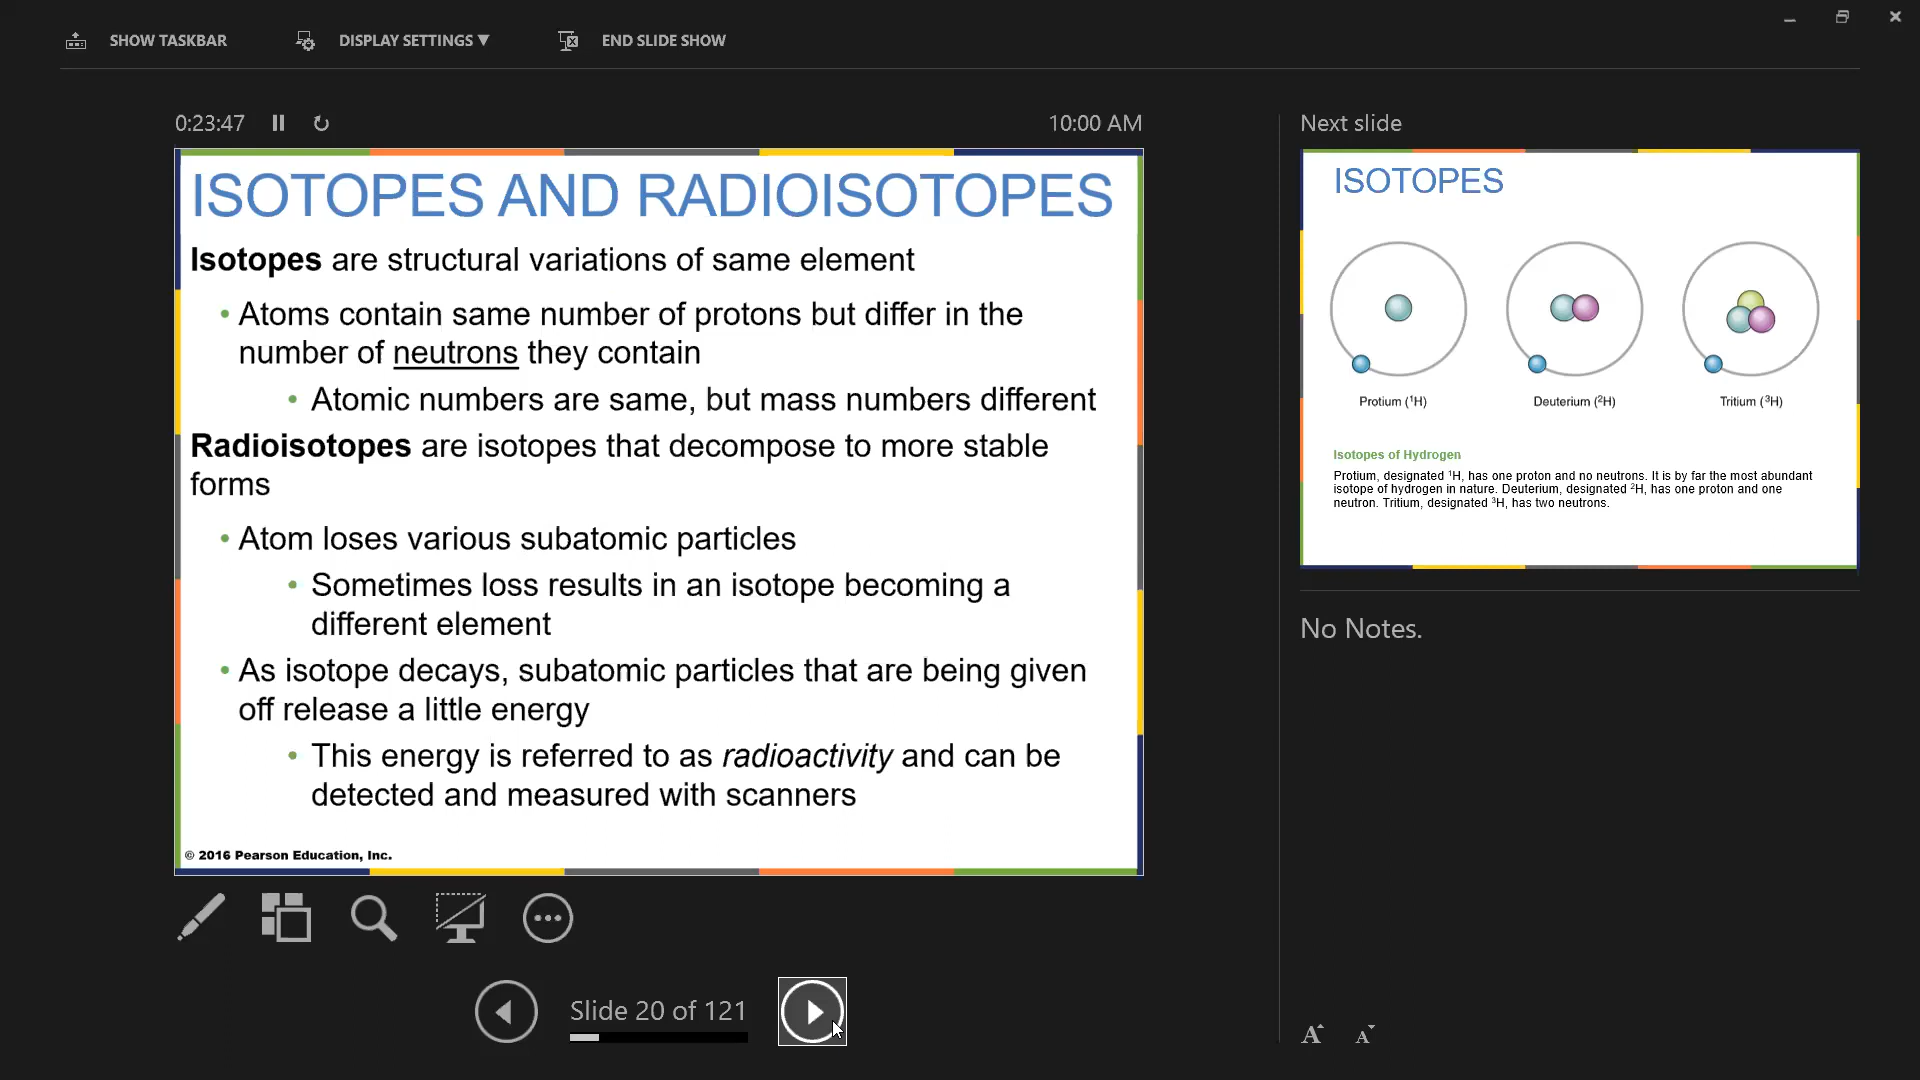 SHOW TASKBAR
DISPLAY SETTINGS ▼
END SLIDE SHOW
0:23:47
10:00 AM
ISOTOPES AND RADIOISOTOPES
Isotopes are structural variations of same element
• Atoms contain same number of protons but differ in the
number of neutrons they contain
• Atomic numbers are same, but mass numbers different
Radioisotopes are isotopes that decompose to more stable
forms
• Atom loses various subatomic particles
• Sometimes loss results in an isotope becoming a
different element
• As isotope decays, subatomic particles that are being given
off release a little energy
• This energy is referred to as radioactivity and can be
detected and measured with scanners
© 2016 Pearson Education, Inc.
Slide 20 of 121
Next slide
ISOTOPES
Protium (¹H)
Deuterium (²H)
Tritium (³H)
Isotopes of Hydrogen
Protium, designated ¹H, has one proton and no neutrons. It is by far the most abundant
isotope of hydrogen in nature. Deuterium, designated ²H, has one proton and one
neutron. Tritium, designated ³H, has two neutrons.
No Notes.
A A